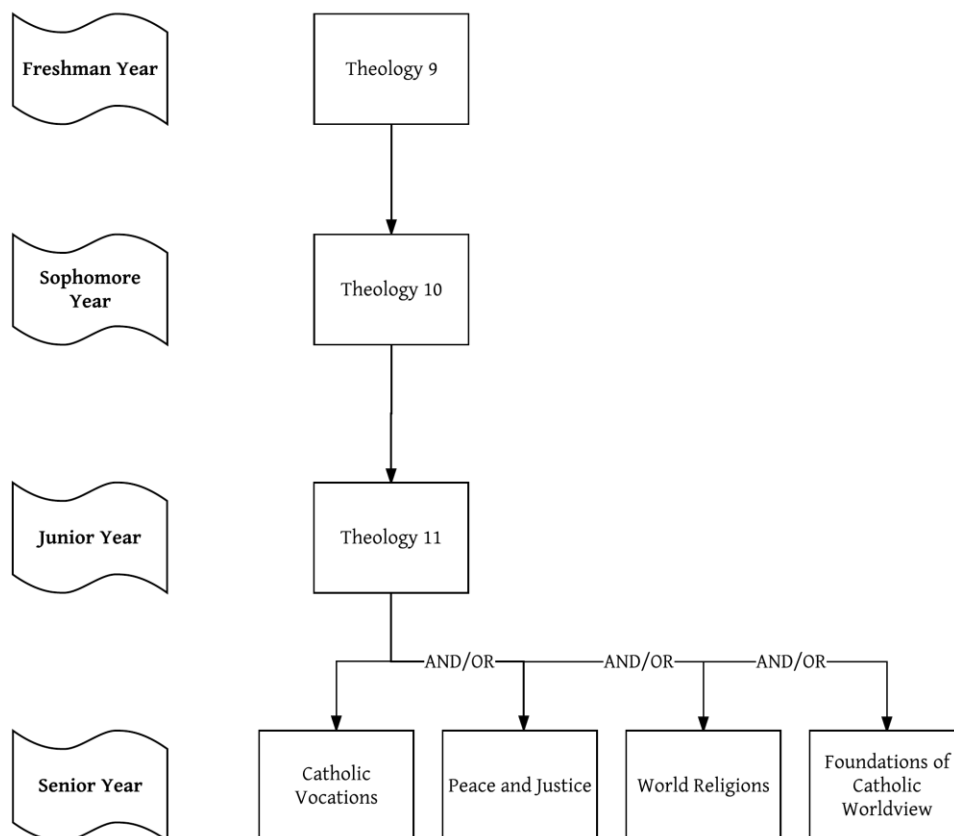 Freshman Year
Theology 9
Sophomore
Year
Theology 10
Junior Year
Theology 11
AND/OR
AND/OR
AND/OR
Senior Year
Catholic
Vocations
Peace and Justice
World Religions
Foundations of
Catholic
Worldview